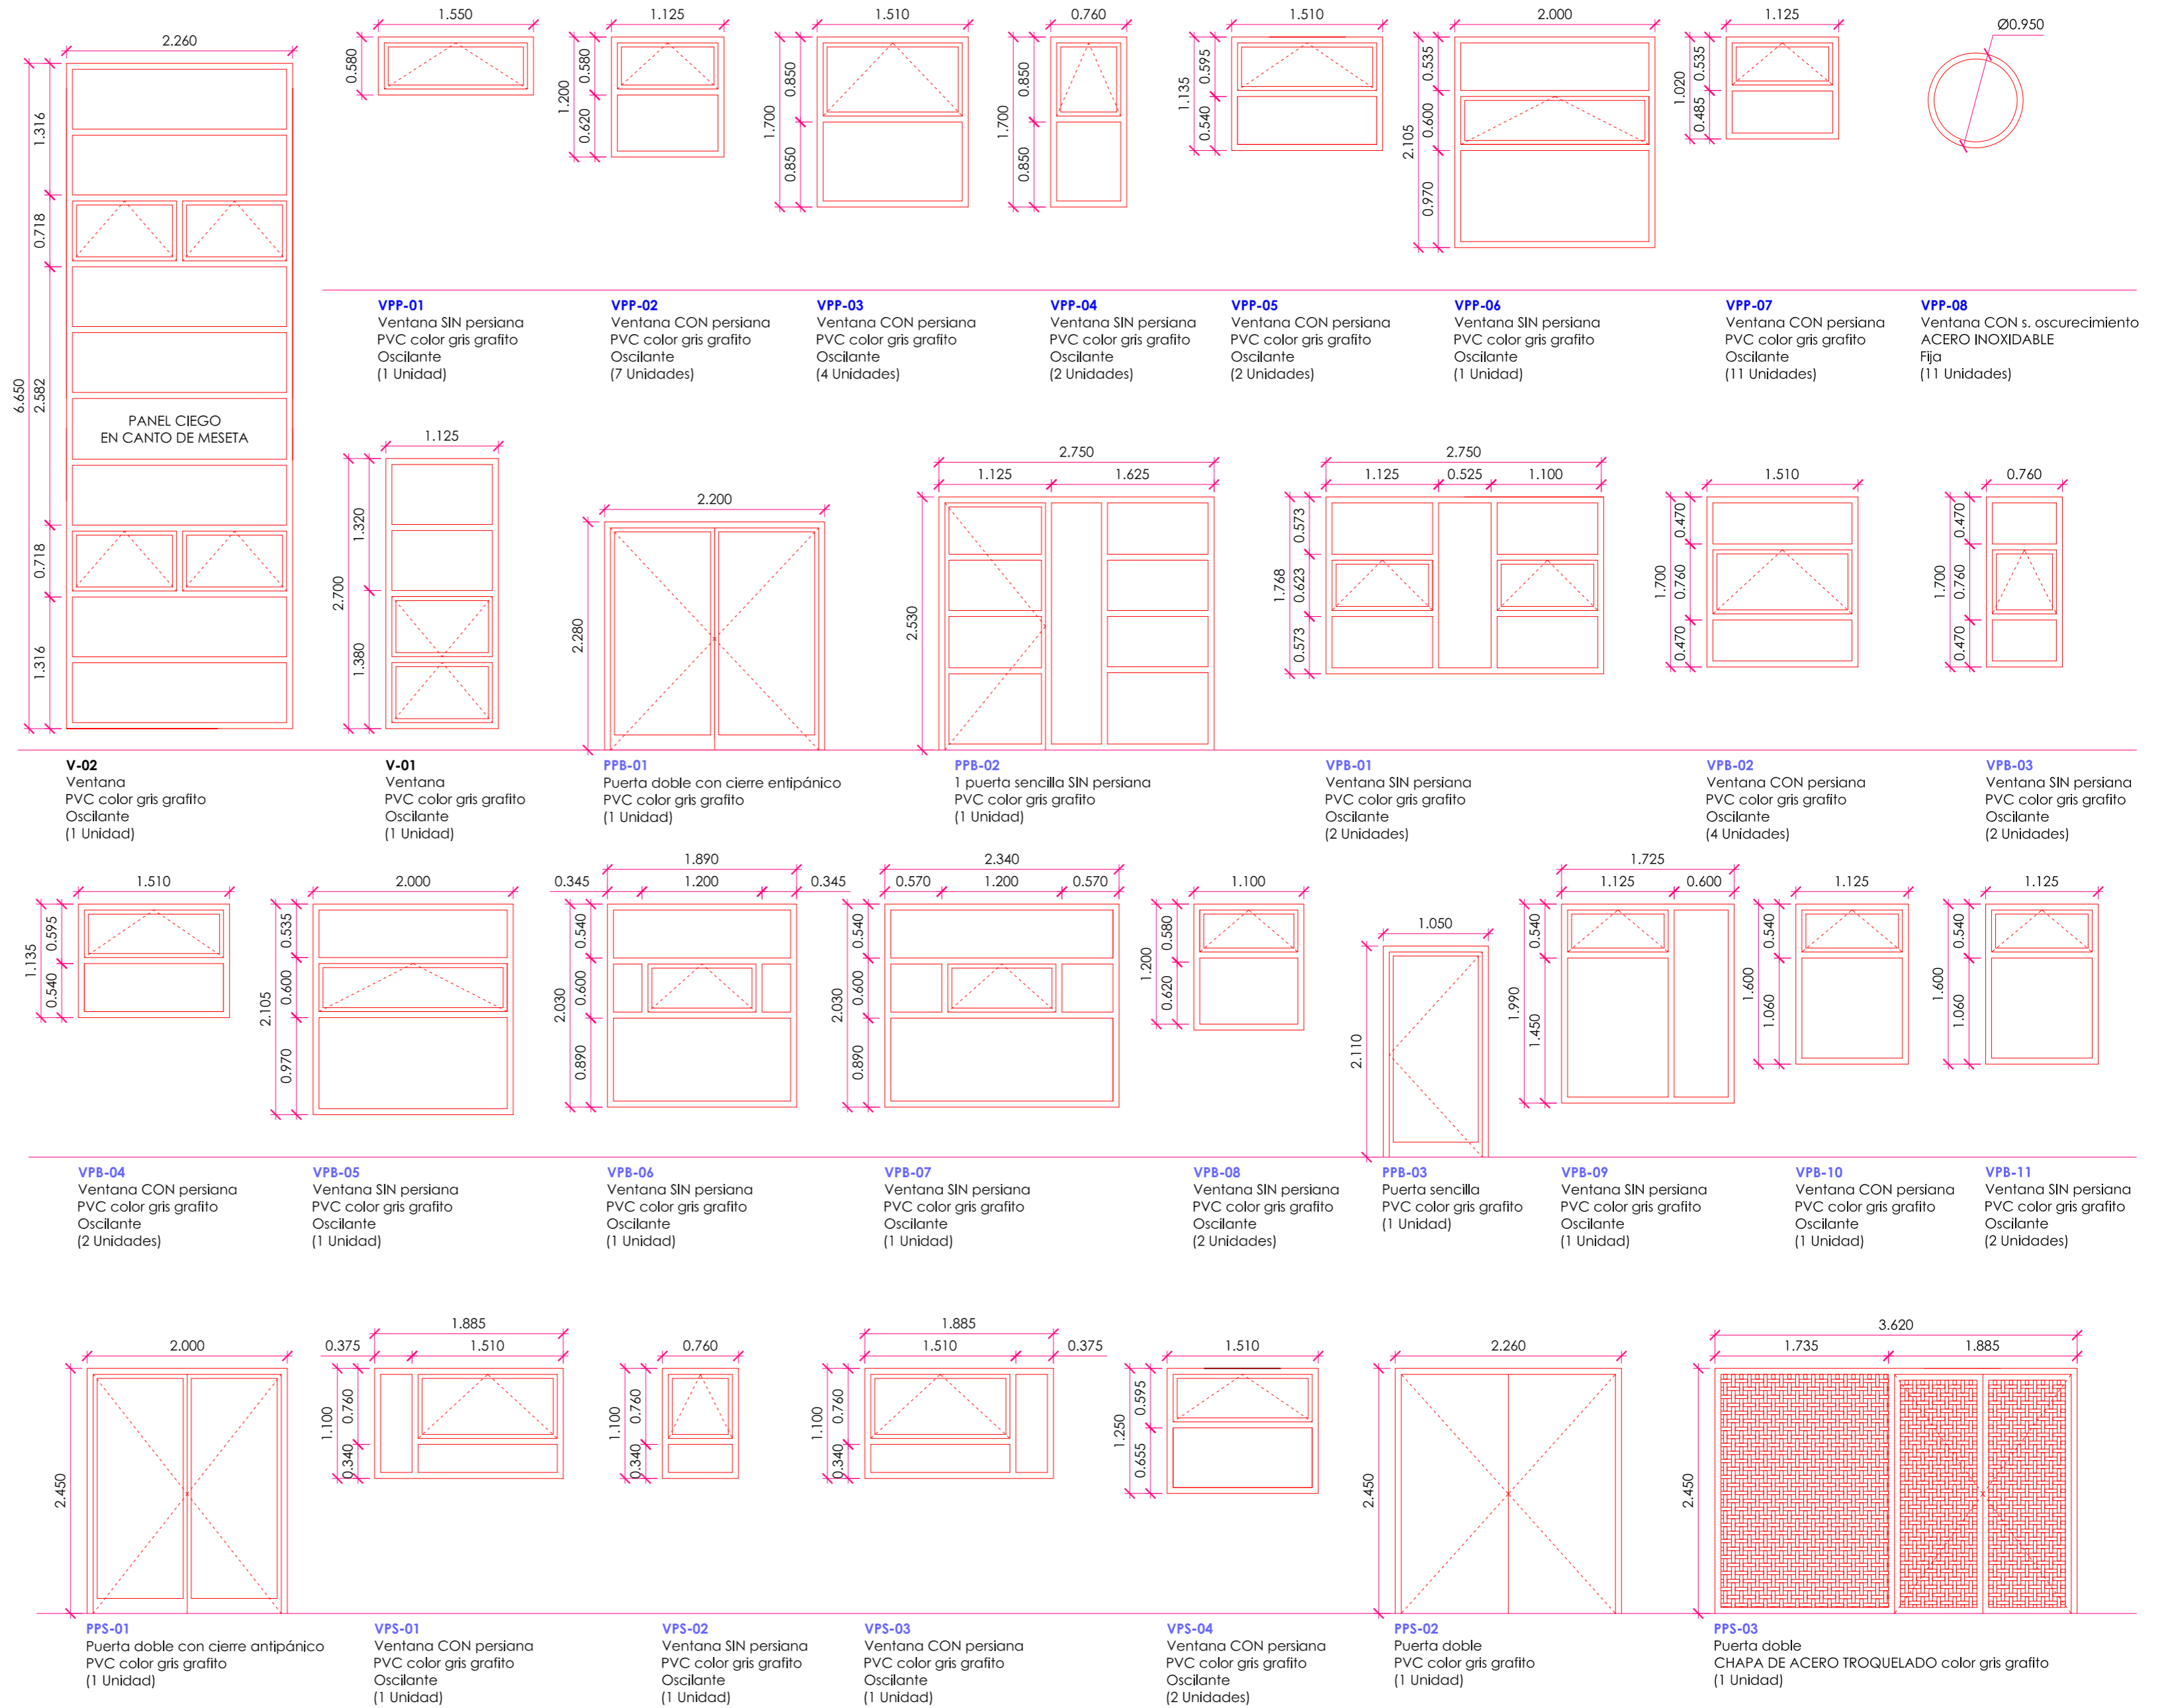 2.260
1.550
1.125
1.510
0.760
1.510
2.000
1.125
Ø0.950
6.650
1.316
0.718
2.582
0.718
1.316
PANEL CIEGO
EN CANTO DE MESETA
0.580
1.200
0.580
0.620
1.700
0.850
0.850
1.700
0.850
0.850
1.135
0.595
0.540
2.105
0.535
0.600
0.970
1.020
0.535
0.485
VPP-01
Ventana SIN persiana
PVC color gris grafito
Oscilante
(1 Unidad)
VPP-02
Ventana CON persiana
PVC color gris grafito
Oscilante
(7 Unidades)
VPP-03
Ventana CON persiana
PVC color gris grafito
Oscilante
(4 Unidades)
VPP-04
Ventana SIN persiana
PVC color gris grafito
Oscilante
(2 Unidades)
VPP-05
Ventana CON persiana
PVC color gris grafito
Oscilante
(2 Unidades)
VPP-06
Ventana SIN persiana
PVC color gris grafito
Oscilante
(1 Unidad)
VPP-07
Ventana CON persiana
PVC color gris grafito
Oscilante
(11 Unidades)
VPP-08
Ventana CON s. oscurecimiento
ACERO INOXIDABLE
Fija
(11 Unidades)
1.125
2.700
1.320
1.380
2.200
2.280
2.750
1.125
1.625
2.530
2.750
1.125
0.525
1.100
1.768
0.573
0.623
0.573
1.510
1.700
0.470
0.760
0.470
0.760
1.700
0.470
0.760
0.470
V-02
Ventana
PVC color gris grafito
Oscilante
(1 Unidad)
V-01
Ventana
PVC color gris grafito
Oscilante
(1 Unidad)
PPB-01
Puerta doble con cierre entipánico
PVC color gris grafito
(1 Unidad)
PPB-02
1 puerta sencilla SIN persiana
PVC color gris grafito
(1 Unidad)
VPB-01
Ventana SIN persiana
PVC color gris grafito
Oscilante
(2 Unidades)
VPB-02
Ventana CON persiana
PVC color gris grafito
Oscilante
(4 Unidades)
VPB-03
Ventana SIN persiana
PVC color gris grafito
Oscilante
(2 Unidades)
1.510
1.135
0.595
0.540
2.000
2.105
0.535
0.600
0.970
1.890
0.345
1.200
0.345
2.030
0.540
0.600
0.890
2.340
0.570
1.200
0.570
2.030
0.540
0.600
0.890
1.100
1.200
0.580
0.620
1.050
2.110
1.725
1.125
0.600
1.990
0.540
1.450
1.125
1.600
0.540
1.060
1.125
1.600
0.540
1.060
VPB-04
Ventana CON persiana
PVC color gris grafito
Oscilante
(2 Unidades)
VPB-05
Ventana SIN persiana
PVC color gris grafito
Oscilante
(1 Unidad)
VPB-06
Ventana SIN persiana
PVC color gris grafito
Oscilante
(1 Unidad)
VPB-07
Ventana SIN persiana
PVC color gris grafito
Oscilante
(1 Unidad)
VPB-08
Ventana SIN persiana
PVC color gris grafito
Oscilante
(2 Unidades)
PPB-03
Puerta sencilla
PVC color gris grafito
(1 Unidad)
VPB-09
Ventana SIN persiana
PVC color gris grafito
Oscilante
(1 Unidad)
VPB-10
Ventana CON persiana
PVC color gris grafito
Oscilante
(1 Unidad)
VPB-11
Ventana SIN persiana
PVC color gris grafito
Oscilante
(2 Unidades)
2.000
2.450
1.885
0.375
1.510
1.100
0.760
0.340
0.760
1.100
0.760
0.340
1.885
1.510
0.375
1.100
0.760
0.340
1.510
1.250
0.595
0.655
2.260
2.450
3.620
1.735
1.885
2.450
PPS-01
Puerta doble con cierre antipánico
PVC color gris grafito
(1 Unidad)
VPS-01
Ventana CON persiana
PVC color gris grafito
Oscilante
(1 Unidad)
VPS-02
Ventana SIN persiana
PVC color gris grafito
Oscilante
(1 Unidad)
VPS-03
Ventana CON persiana
PVC color gris grafito
Oscilante
(1 Unidad)
VPS-04
Ventana CON persiana
PVC color gris grafito
Oscilante
(2 Unidades)
PPS-02
Puerta doble
PVC color gris grafito
(1 Unidad)
PPS-03
Puerta doble
CHAPA DE ACERO TROQUELADO color gris grafito
(1 Unidad)